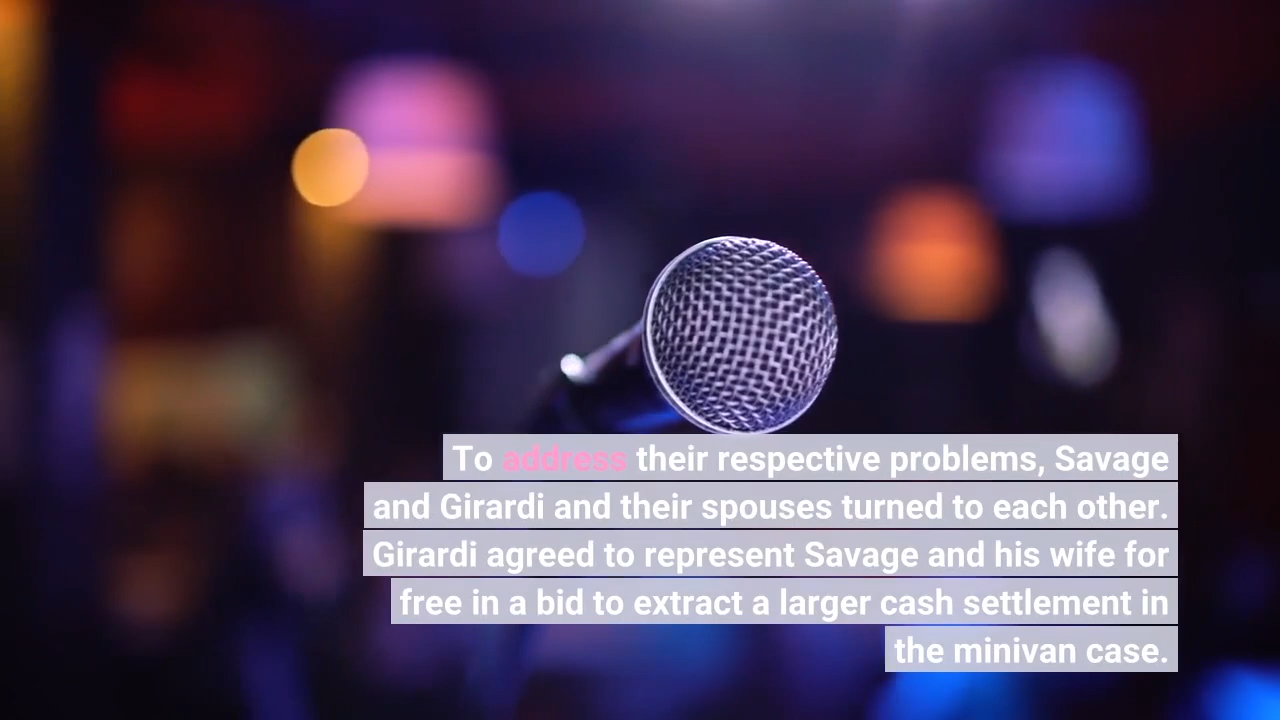 To address their respective problems, Savage
and Girardi and their spouses turned to each other.
Girardi agreed to represent Savage and his wife for
free in a bid to extract a larger cash settlement in
the minivan case.